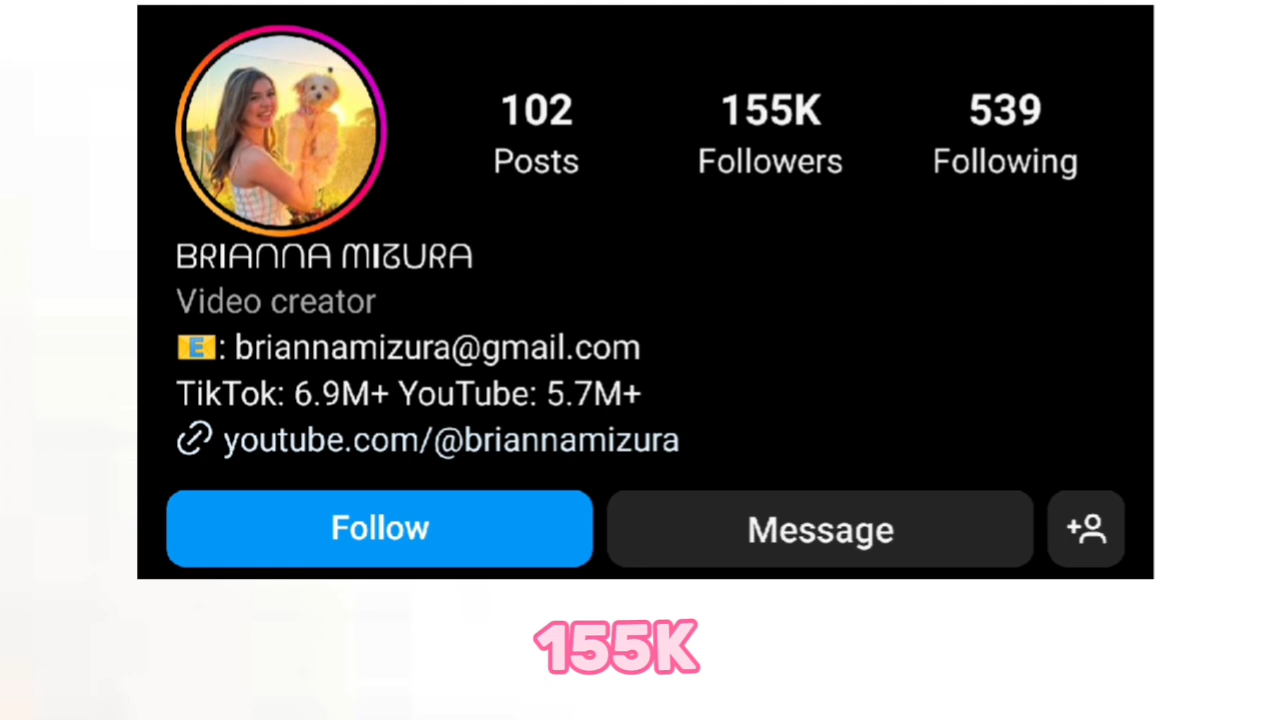 102 155K 539
Posts Followers Following
BRIANNA MIZURA
Video creator
📧: briannamizura@gmail.com
TikTok: 6.9M+ YouTube: 5.7M+
youtube.com/@briannamizura
Follow Message
155K